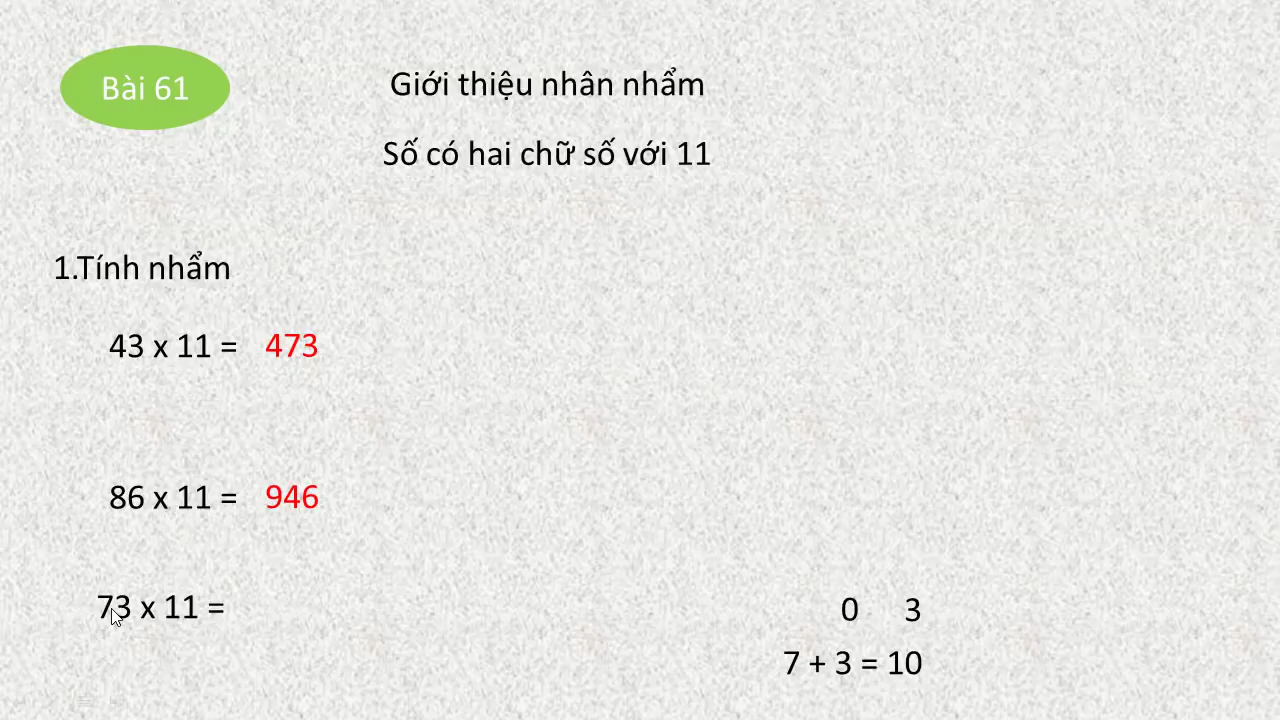 Bài 61
Giới thiệu nhân nhẩm
Số có hai chữ số với 11
1.Tính nhẩm
43 x 11 = 473
86 x 11 = 946
73 x 11 =
0 3
7 + 3 = 10